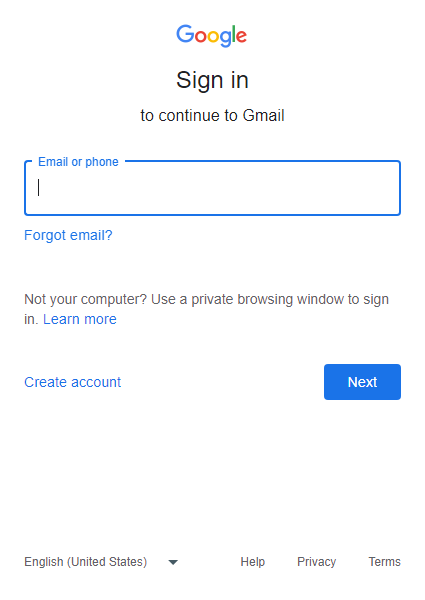 Google
Sign in
to continue to Gmail
Email or phone
Forgot email?
Not your computer? Use a private browsing window to sign
in. Learn more
Create account
Next
English (United States)
Help
Privacy
Terms